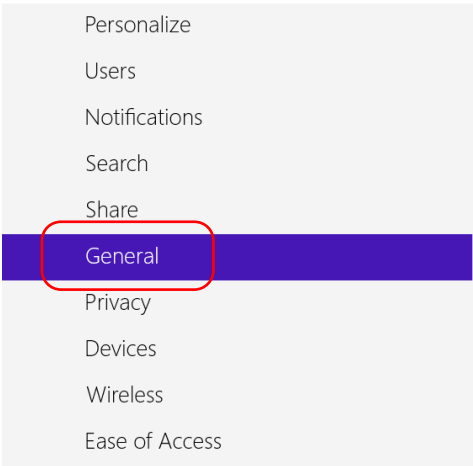 Personalize
Users
Notifications
Search
Share
General
Privacy
Devices
Wireless
Ease of Access